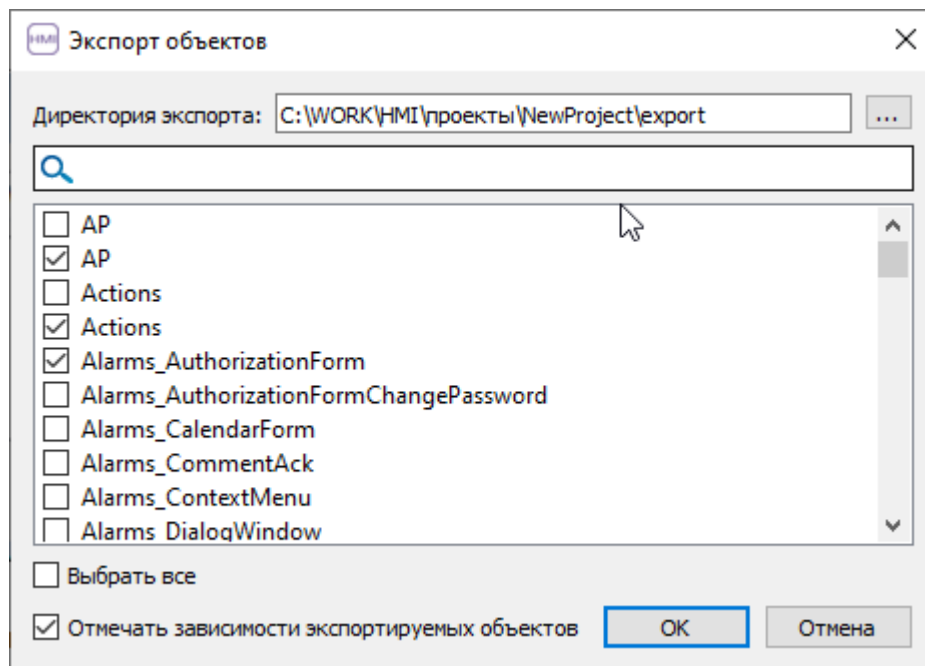 HMI Экспорт объектов
Директория экспорта: C:\WORK\HMI\проекты\NewProject\export ...
AP
AP
Actions
Actions
Alarms_AuthorizationForm
Alarms_AuthorizationFormChangePassword
Alarms_CalendarForm
Alarms_CommentAck
Alarms_ContextMenu
Alarms_DialogWindow
Выбрать все
Отмечать зависимости экспортируемых объектов OK Отмена